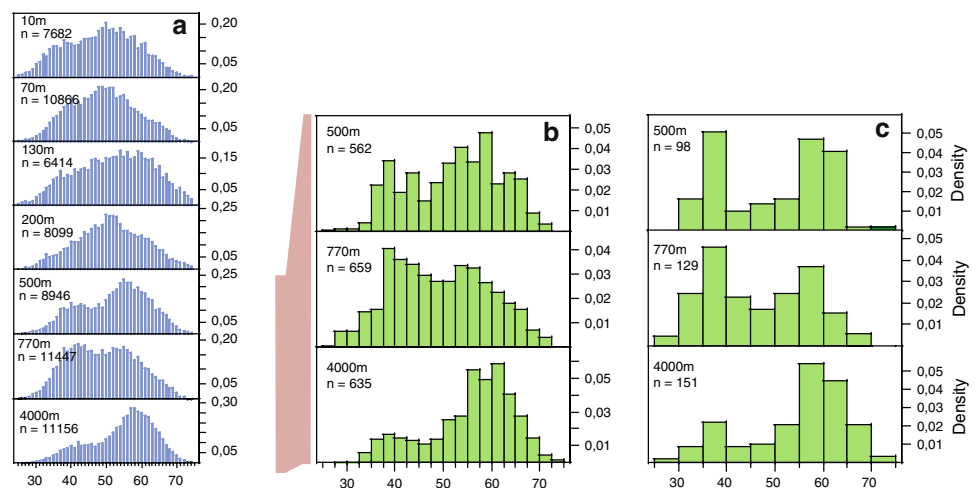 a
10m
n = 7682
0,20
0,05
70m
n = 10866
0,20
0,05
130m
n = 6414
0,15
0,05
200m
n = 8099
0,25
0,05
500m
n = 8946
0,25
0,05
770m
n = 11447
0,20
0,05
4000m
n = 11156
0,30
0,05
30 40 50 60 70
b
500m
n = 562
0,05
0,04
0,03
0,02
0,01
770m
n = 659
0,04
0,03
0,02
0,01
4000m
n = 635
0,05
0,03
0,01
30 40 50 60 70
c
500m
n = 98
0,05
0,04
0,03
0,02
0,01
Density
770m
n = 129
0,05
0,04
0,03
0,02
0,01
Density
4000m
n = 151
0,05
0,04
0,03
0,02
0,01
Density
30 40 50 60 70